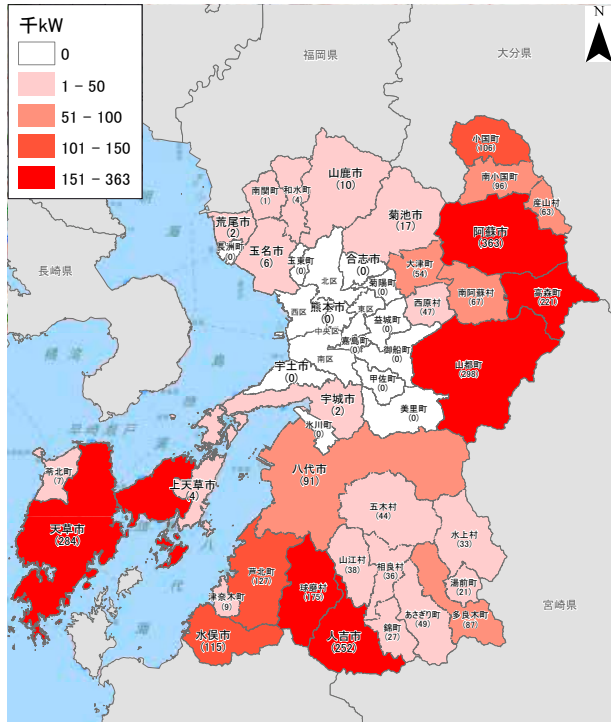 千kW
0
1 - 50
51 - 100
101 - 150
151 - 363
N
福岡県
大分県
長崎県
宮崎県
小国町
(106)
南小国町
(96)
産山村
(63)
阿蘇市
(363)
山鹿市
(10)
南関町
(1)
和水町
(4)
菊池市
(17)
荒尾市
(2)
長洲町
(0)
玉名市
(6)
玉東町
(0)
合志市
(0)
大津町
(54)
菊陽町
(0)
北区
西原村
(47)
南阿蘇村
(67)
高森町
(221)
熊本市
(0)
西区
東区
中央区
益城町
(0)
嘉島町
(0)
御船町
(0)
南区
山都町
(298)
宇土市
(0)
甲佐町
(0)
宇城市
(2)
美里町
(0)
氷川町
(0)
八代市
(91)
苓北町
(7)
上天草市
(4)
天草市
(284)
五木村
(44)
水上村
(33)
山江村
(38)
相良村
(36)
湯前町
(21)
芦北町
(127)
球磨村
(175)
津奈木町
(9)
あさぎり町
(49)
多良木町
(87)
錦町
(27)
水俣市
(115)
人吉市
(252)